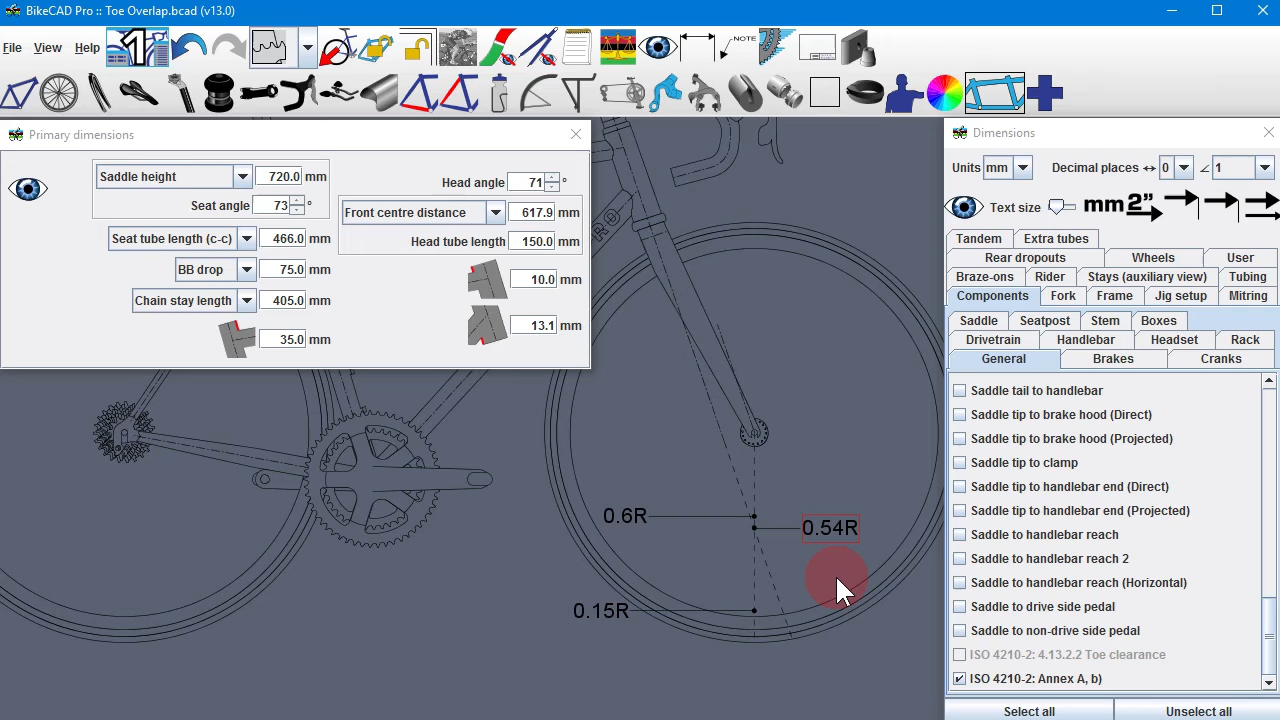 BikeCAD Pro :: Toe Overlap.bcad (v13.0)
File View Help
1
NOTE
Primary dimensions
Saddle height 720.0 mm
Seat angle 73 °
Seat tube length (c-c) 466.0 mm
BB drop 75.0 mm
Chain stay length 405.0 mm
35.0 mm
Head angle 71 °
Front centre distance 617.9 mm
Head tube length 150.0 mm
10.0 mm
13.1 mm
RO
0.6R
0.54R
0.15R
Dimensions
Units mm Decimal places 0 1
Text size mm 2"
Tandem Extra tubes
Rear dropouts Wheels User
Braze-ons Rider Stays (auxiliary view) Tubing
Components Fork Frame Jig setup Mitring
Saddle Seatpost Stem Boxes
Drivetrain Handlebar Headset Rack
General Brakes Cranks
Saddle tail to handlebar
Saddle tip to brake hood (Direct)
Saddle tip to brake hood (Projected)
Saddle tip to clamp
Saddle tip to handlebar end (Direct)
Saddle tip to handlebar end (Projected)
Saddle to handlebar reach
Saddle to handlebar reach 2
Saddle to handlebar reach (Horizontal)
Saddle to drive side pedal
Saddle to non-drive side pedal
ISO 4210-2: 4.13.2.2 Toe clearance
ISO 4210-2: Annex A, b)
Select all Unselect all